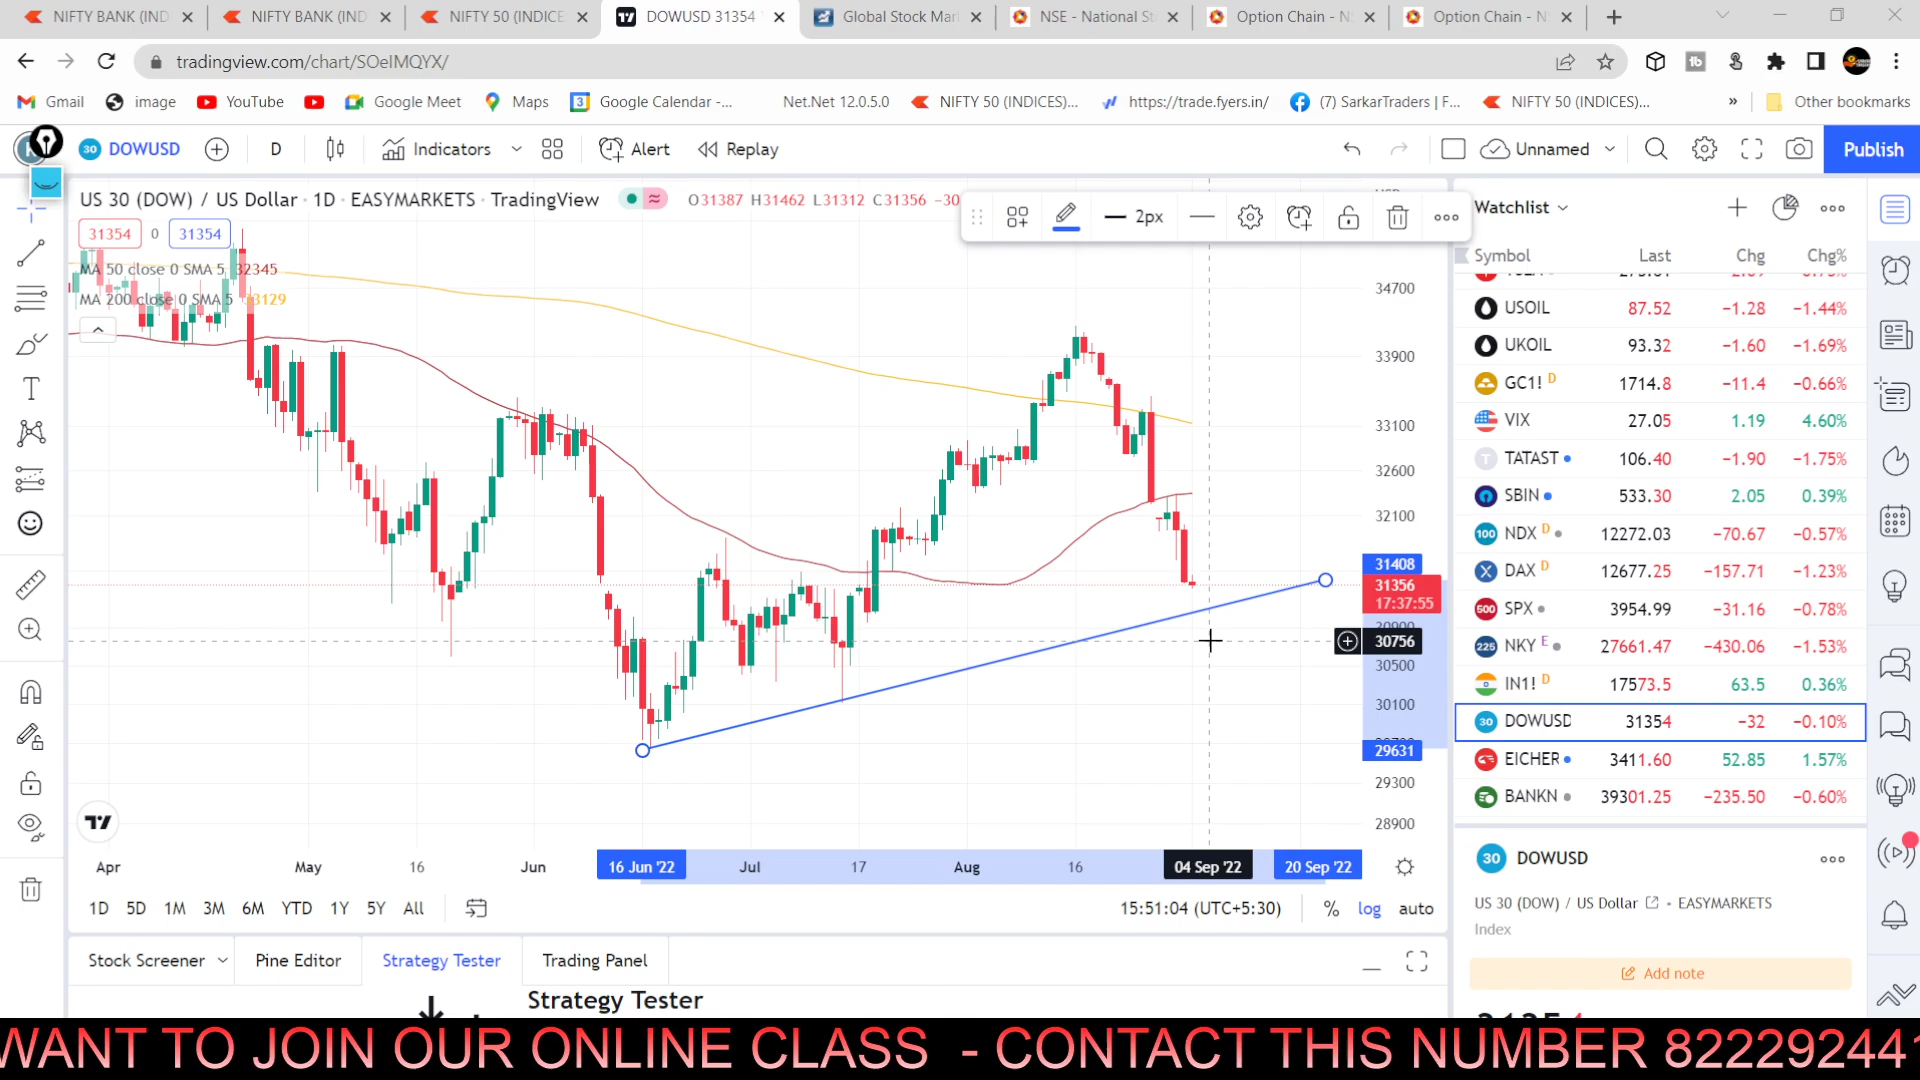 NIFTY BANK (IND
NIFTY BANK (IND
NIFTY 50 (INDICE
DOWUSD 31354
Global Stock Mar
NSE - National St
Option Chain - N
Option Chain - N
tradingview.com/chart/SOeIMQYX/
Gmail
image
YouTube
Google Meet
Maps
Google Calendar -...
Net.Net 12.0.5.0
NIFTY 50 (INDICES)...
https://trade.fyers.in/
(7) SarkarTraders | F...
NIFTY 50 (INDICES)...
»
Other bookmarks
30 DOWUSD
D
Indicators
Alert
Replay
Unnamed
Publish
US 30 (DOW) / US Dollar · 1D · EASYMARKETS · TradingView
O31387 H31462 L31312 C31356 −30
2px
31354 0 31354
MA 50 close 0 SMA 5 32345
MA 200 close 0 SMA 5
34700
33900
33100
32600
32100
31408
31356
17:37:55
30756
30500
30100
29631
29300
28900
Apr
May
16
Jun
16 Jun '22
Jul
17
Aug
16
04 Sep '22
20 Sep '22
1D 5D 1M 3M 6M YTD 1Y 5Y All
15:51:04 (UTC+5:30)
% log auto
Stock Screener
Pine Editor
Strategy Tester
Trading Panel
Strategy Tester
Watchlist
Symbol Last Chg Chg%
USOIL 87.52 −1.28 −1.44%
UKOIL 93.32 −1.60 −1.69%
GC1! D 1714.8 −11.4 −0.66%
VIX 27.05 1.19 4.60%
T TATAST 106.40 −1.90 −1.75%
SBIN 533.30 2.05 0.39%
100 NDX D 12272.03 −70.67 −0.57%
X DAX D 12677.25 −157.71 −1.23%
500 SPX 3954.99 −31.16 −0.78%
225 NKY E 27661.47 −430.06 −1.53%
IN1! D 17573.5 63.5 0.36%
30 DOWUSD 31354 −32 −0.10%
EICHER 3411.60 52.85 1.57%
BANKN 39301.25 −235.50 −0.60%
30 DOWUSD
US 30 (DOW) / US Dollar · EASYMARKETS
Index
Add note
WANT TO JOIN OUR ONLINE CLASS - CONTACT THIS NUMBER 822292441